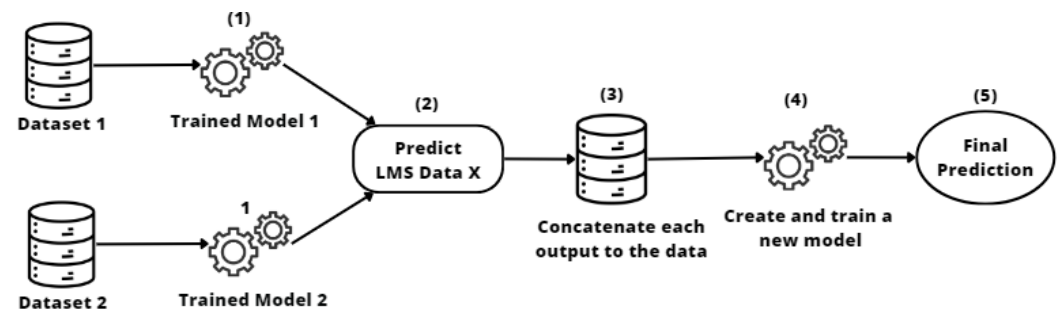 (1)
Dataset 1
Trained Model 1
(2)
Predict
LMS Data X
(3)
Concatenate each
output to the data
(4)
Create and train a
new model
(5)
Final
Prediction
1
Dataset 2
Trained Model 2